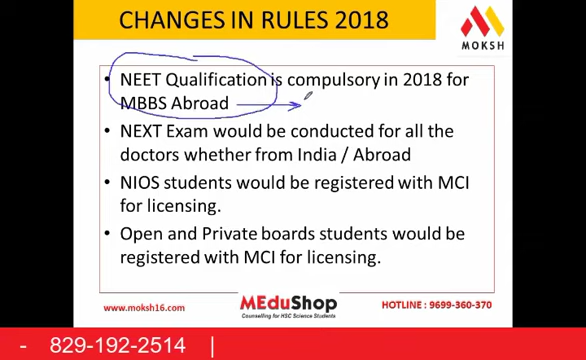 CHANGES IN RULES 2018
MOKSH
• NEET Qualification is compulsory in 2018 for
MBBS Abroad
• NEXT Exam would be conducted for all the
doctors whether from India / Abroad
• NIOS students would be registered with MCI
for licensing.
• Open and Private boards students would be
registered with MCI for licensing.
www.moksh16.com
MEduShop
Counselling for HSC Science Students
HOTLINE : 9699-360-370
- 829-192-2514 |